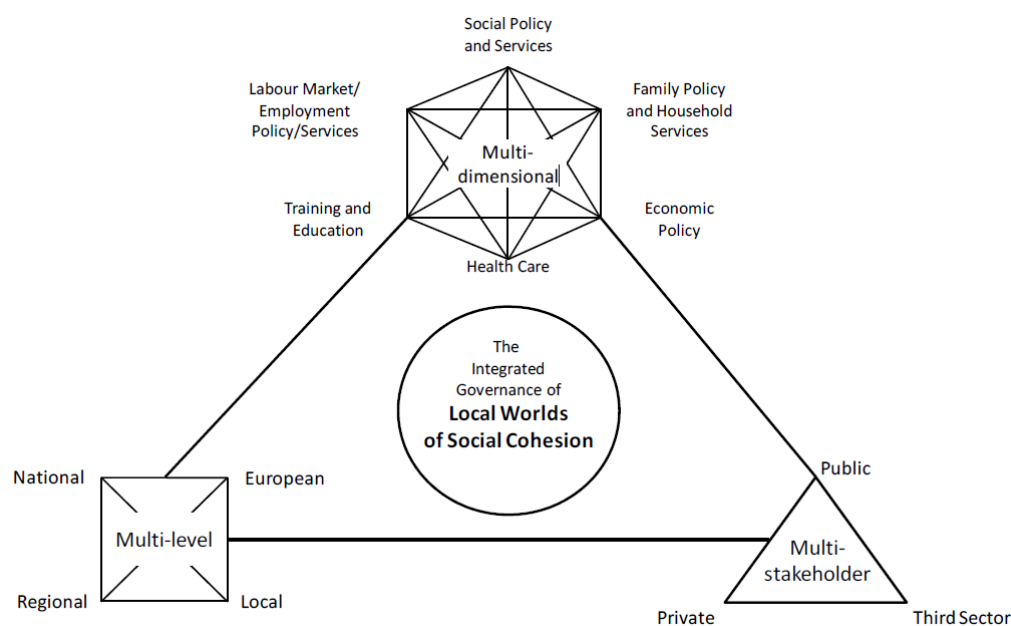 Social Policy
and Services
Labour Market/
Employment
Policy/Services
Family Policy
and Household
Services
Multi-
dimensional
Training and
Education
Economic
Policy
Health Care
The
Integrated
Governance of
Local Worlds
of Social Cohesion
National
European
Multi-level
Regional
Local
Public
Multi-
stakeholder
Private
Third Sector